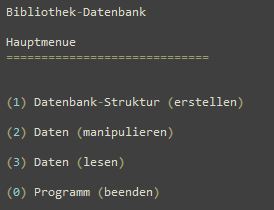 Bibliothek-Datenbank
Hauptmenue
=============================
(1) Datenbank-Struktur (erstellen)
(2) Daten (manipulieren)
(3) Daten (lesen)
(0) Programm (beenden)